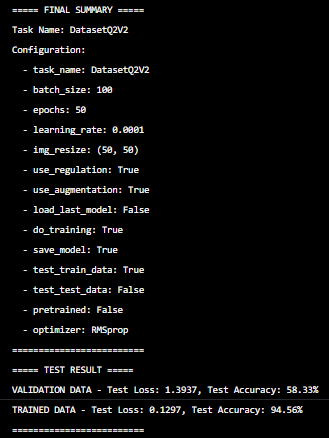 ===== FINAL SUMMARY =====
Task Name: DatasetQ2V2
Configuration:
- task_name: DatasetQ2V2
- batch_size: 100
- epochs: 50
- learning_rate: 0.0001
- img_resize: (50, 50)
- use_regulation: True
- use_augmentation: True
- load_last_model: False
- do_training: True
- save_model: True
- test_train_data: True
- test_test_data: False
- pretrained: False
- optimizer: RMSprop
=========================
===== TEST RESULT =====
VALIDATION DATA - Test Loss: 1.3937, Test Accuracy: 58.33%
TRAINED DATA - Test Loss: 0.1297, Test Accuracy: 94.56%
=========================